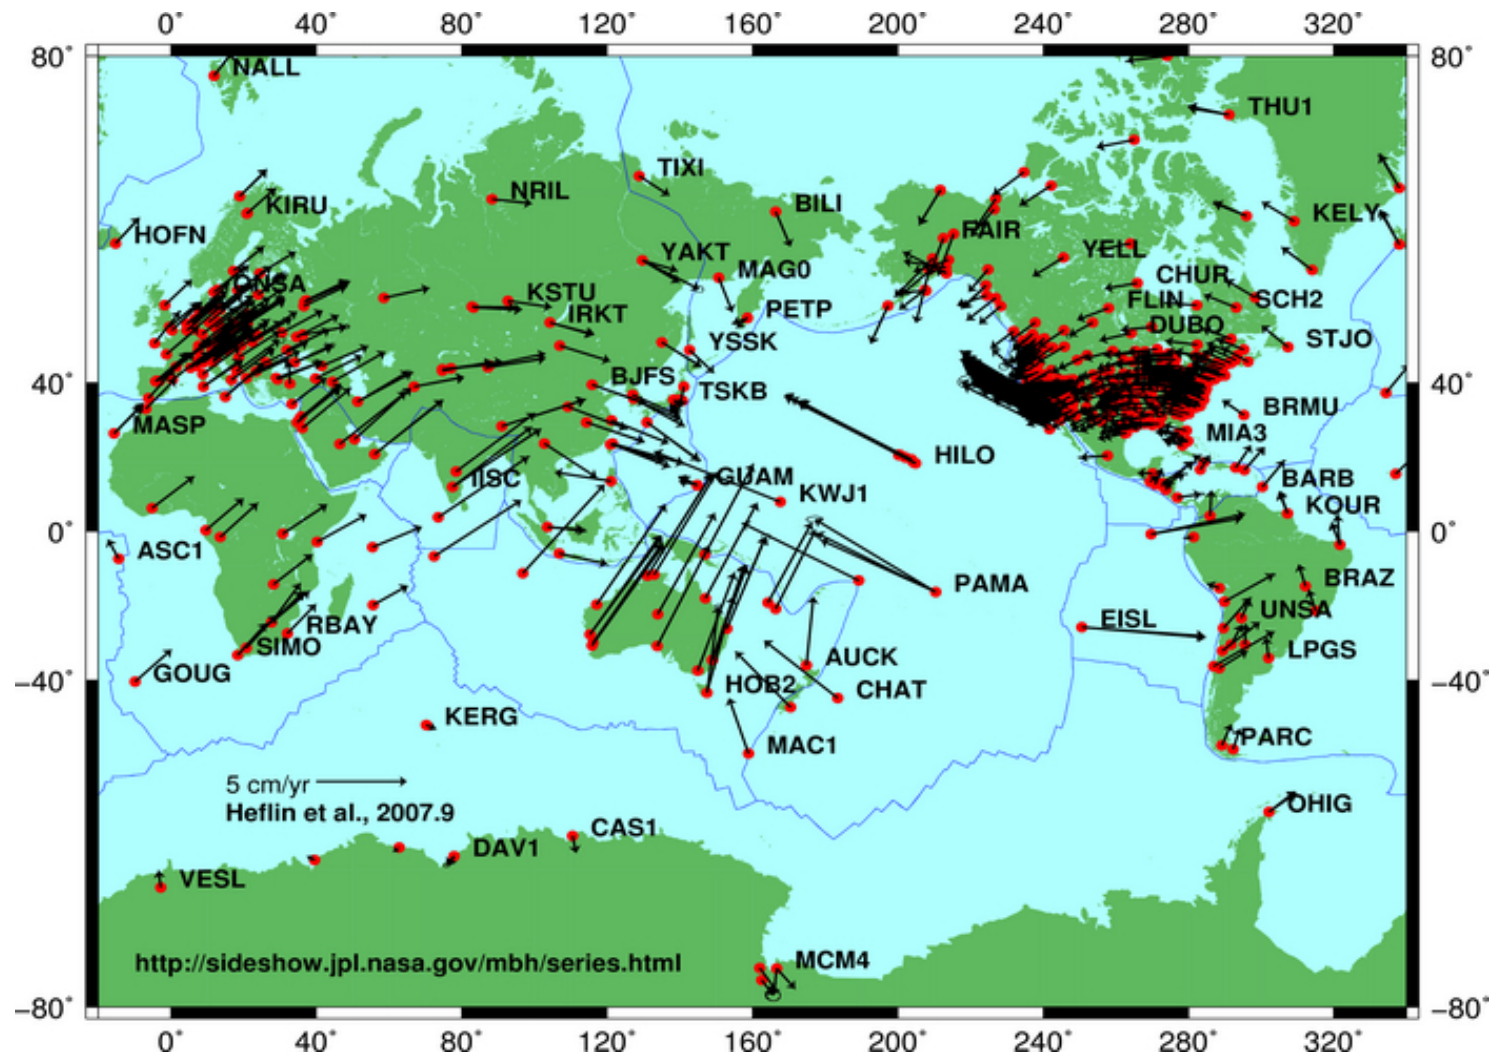 0° 40° 80° 120° 160° 200° 240° 280° 320°
80° 80°
NALL
THU1
TIXI
NRIL
BILI
KIRU
KELY
HOFN
FAIR
YAKT
YELL
MAG0
CHUR
ONSA
KSTU
FLIN
SCH2
PETP
IRKT
DUBO
YSSK
STJO
40° 40°
BJFS
TSKB
BRMU
MASP
MIA3
HILO
IISC
GUAM
BARB
KWJ1
KOUR
0° 0°
ASC1
PAMA
BRAZ
UNSA
EISL
RBAY
SIMO
LPGS
AUCK
GOUG
HOB2
CHAT
−40° −40°
KERG
PARC
MAC1
5 cm/yr
OHIG
Heflin et al., 2007.9
CAS1
DAV1
VESL
MCM4
http://sideshow.jpl.nasa.gov/mbh/series.html
−80° −80°
0° 40° 80° 120° 160° 200° 240° 280° 320°